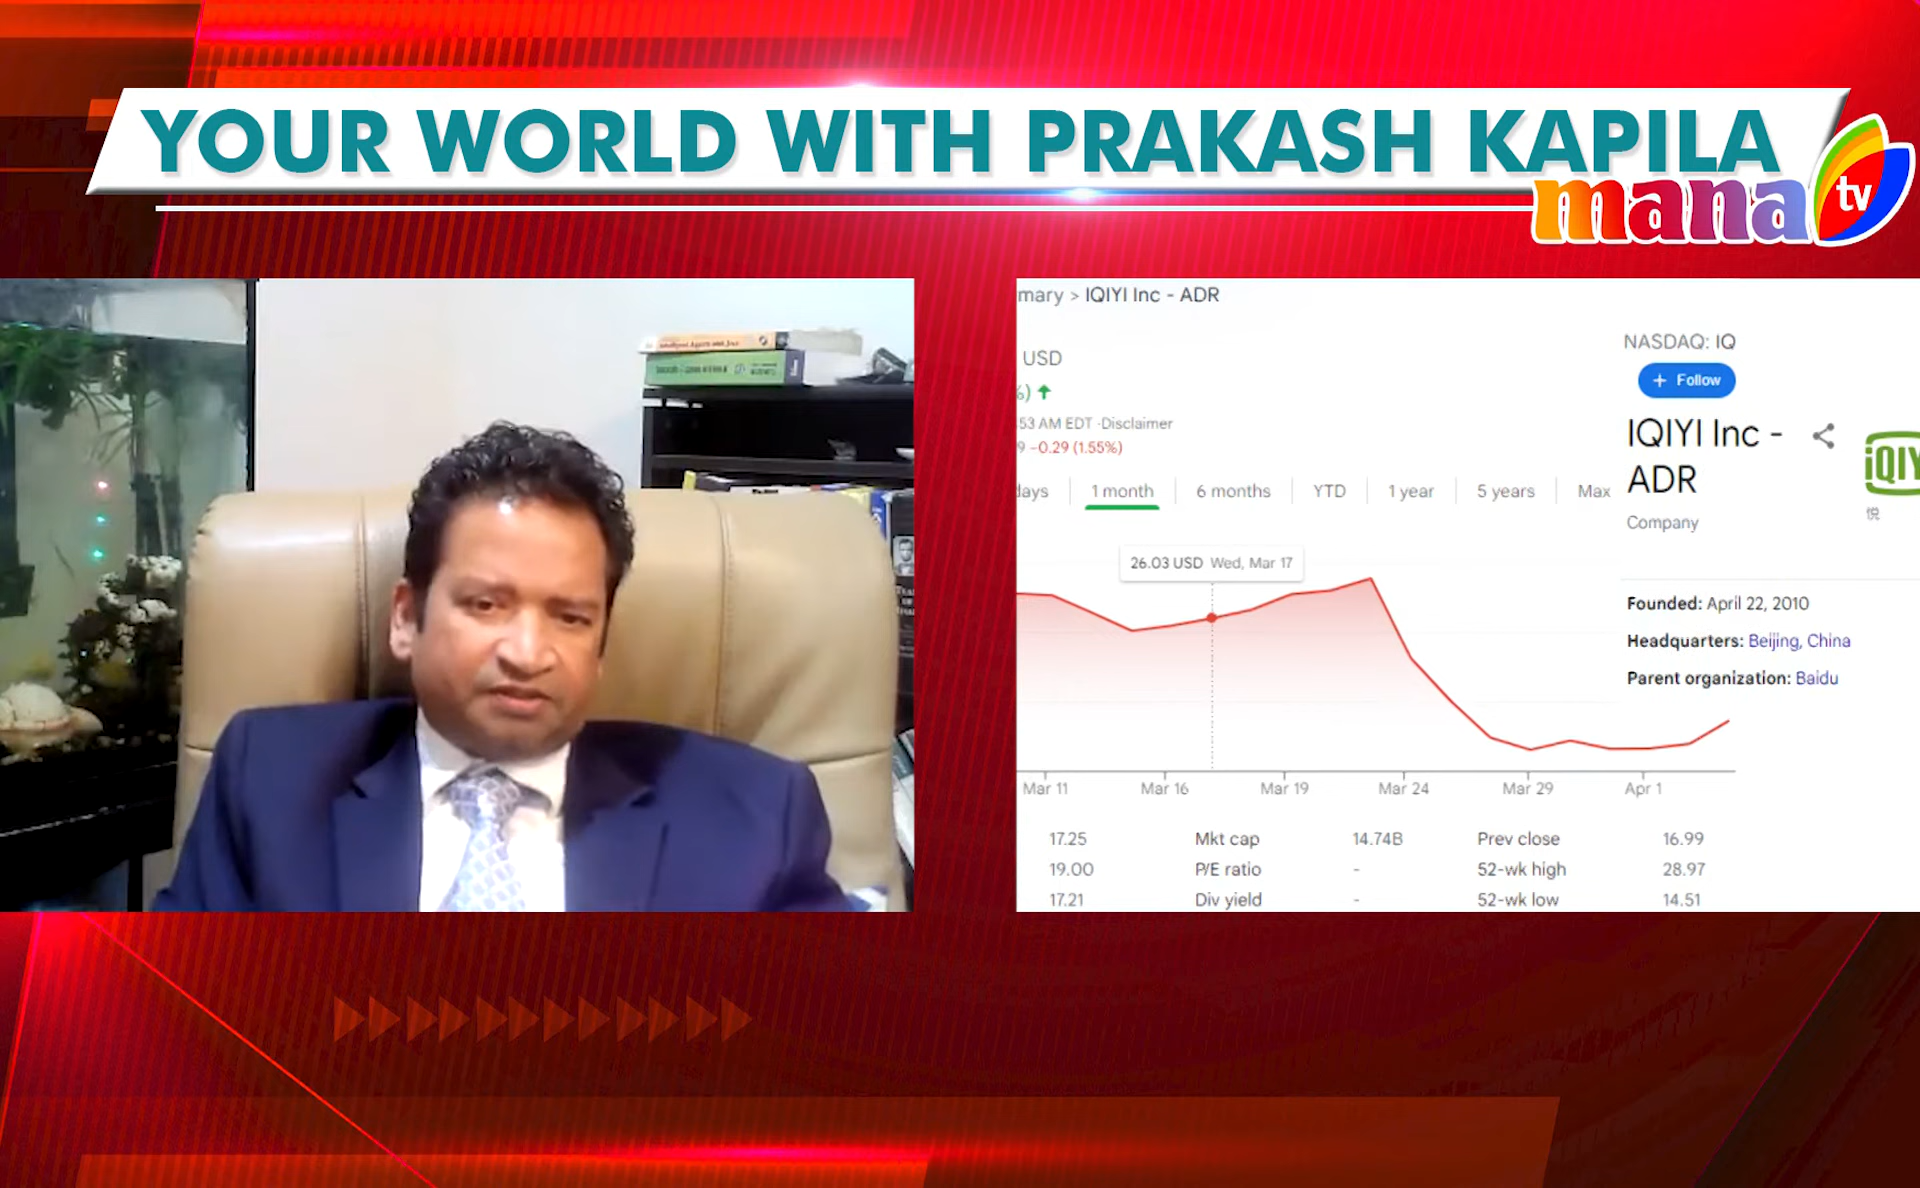 YOUR WORLD WITH PRAKASH KAPILA
mana tv
mary > IQIYI Inc - ADR
NASDAQ: IQ
USD
+ Follow
%)
53 AM EDT · Disclaimer
9 -0.29 (1.55%)
IQIYI Inc -
ADR
iQIY
悦
Company
days 1 month 6 months YTD 1 year 5 years Max
26.03 USD Wed, Mar 17
Founded: April 22, 2010
Headquarters: Beijing, China
Parent organization: Baidu
Mar 11 Mar 16 Mar 19 Mar 24 Mar 29 Apr 1
17.25 Mkt cap 14.74B Prev close 16.99
19.00 P/E ratio - 52-wk high 28.97
17.21 Div yield - 52-wk low 14.51